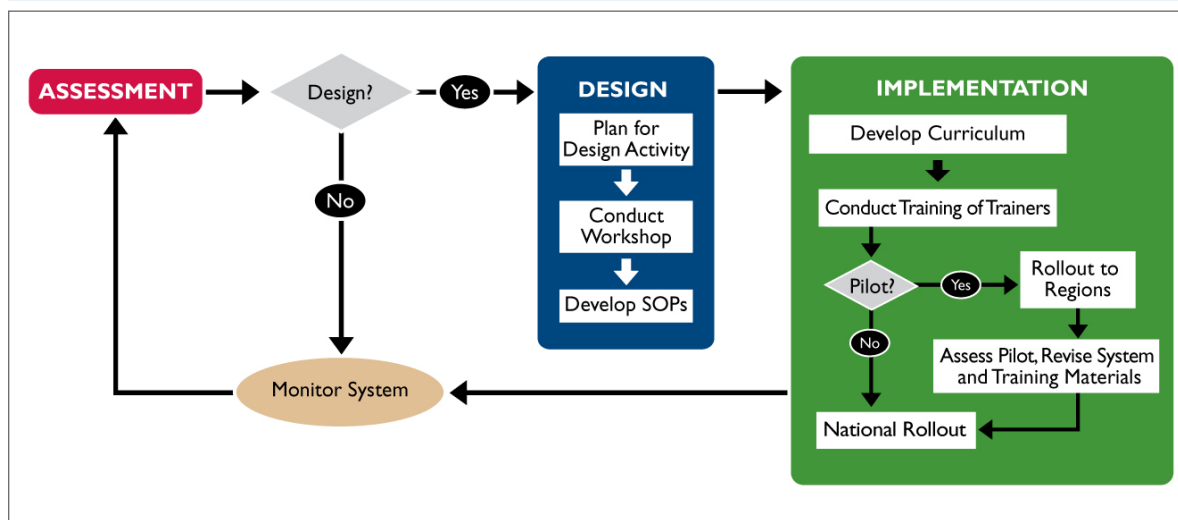 ASSESSMENT
Design?
Yes
No
DESIGN
Plan for
Design Activity
Conduct
Workshop
Develop SOPs
IMPLEMENTATION
Develop Curriculum
Conduct Training of Trainers
Pilot?
Yes
No
Rollout to
Regions
Assess Pilot, Revise System
and Training Materials
National Rollout
Monitor System